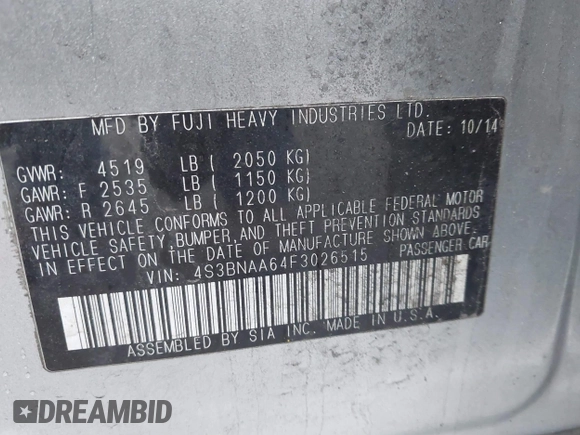 MFD BY FUJI HEAVY INDUSTRIES LTD.
DATE: 10/14
GVWR: 4519 LB ( 2050 KG)
GAWR: F 2535 LB ( 1150 KG)
GAWR: R 2645 LB ( 1200 KG)
THIS VEHICLE CONFORMS TO ALL APPLICABLE FEDERAL MOTOR
VEHICLE SAFETY, BUMPER, AND THEFT PREVENTION STANDARDS
IN EFFECT ON THE DATE OF MANUFACTURE SHOWN ABOVE.
VIN: 4S3BNAA64F3026515 PASSENGER CAR
ASSEMBLED BY SIA INC. MADE IN U.S.A.
DREAMBID